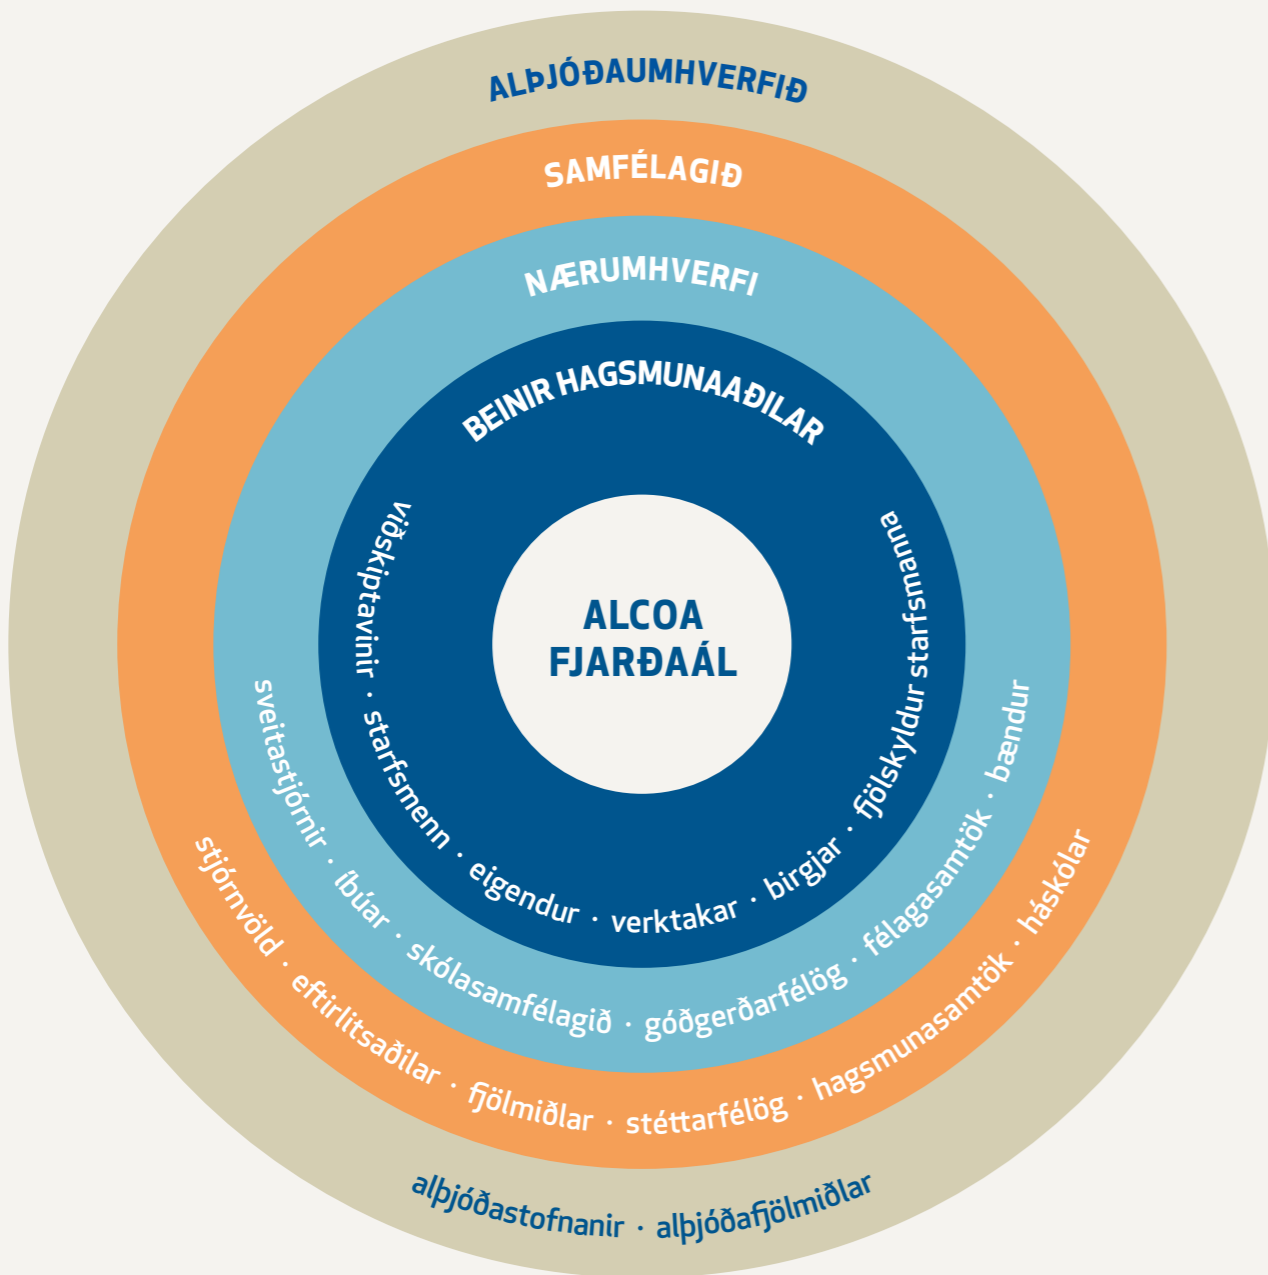 ALÞJÓÐAUMHVERFIÐ
SAMFÉLAGIÐ
NÆRUMHVERFI
BEINIR HAGSMUNAAÐILAR
ALCOA
FJARÐAÁL
viðskiptavinir · starfsmenn · eigendur · verktakar · birgjar · fjölskyldur starfsmanna
sveitastjórnir · íbúar · skólasamfélagið · góðgerðarfélög · félagasamtök · bændur
stjórnvöld · eftirlitsaðilar · fjölmiðlar · stéttarfélög · hagsmunasamtök · háskólar
alþjóðastofnanir · alþjóðafjölmiðlar